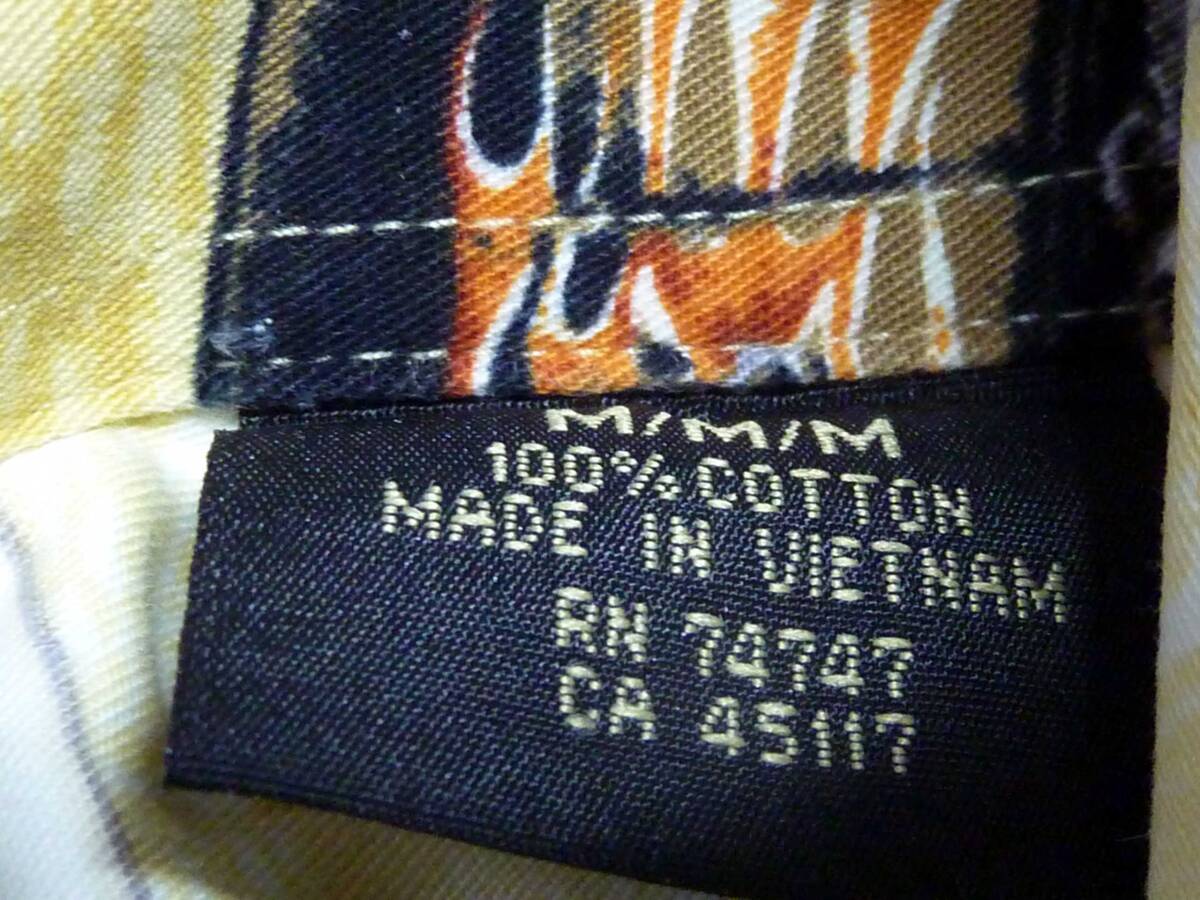 M/M/M
100% COTTON
MADE IN VIETNAM
RN 74747
CA 45117